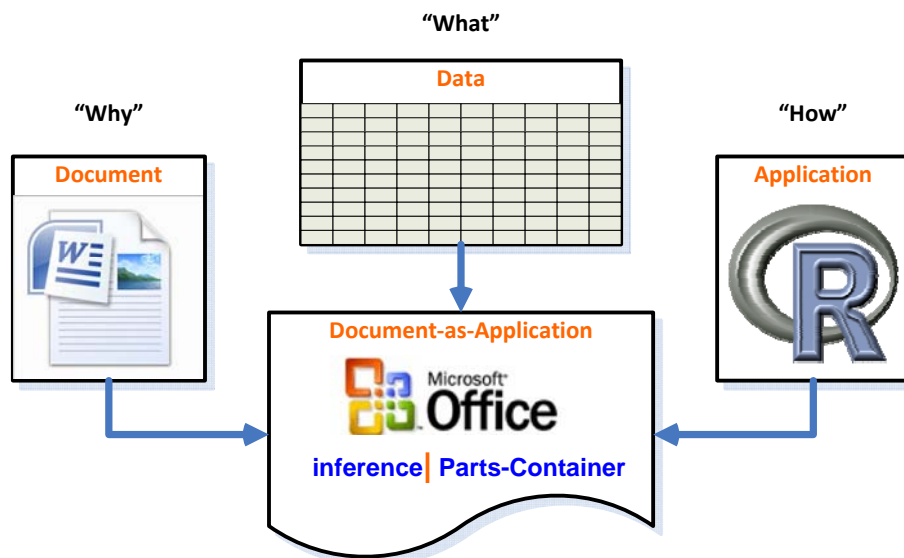 “What”
Data
“Why”
Document
W
“How”
Application
R
Document-as-Application
Microsoft®
Office
inference| Parts-Container